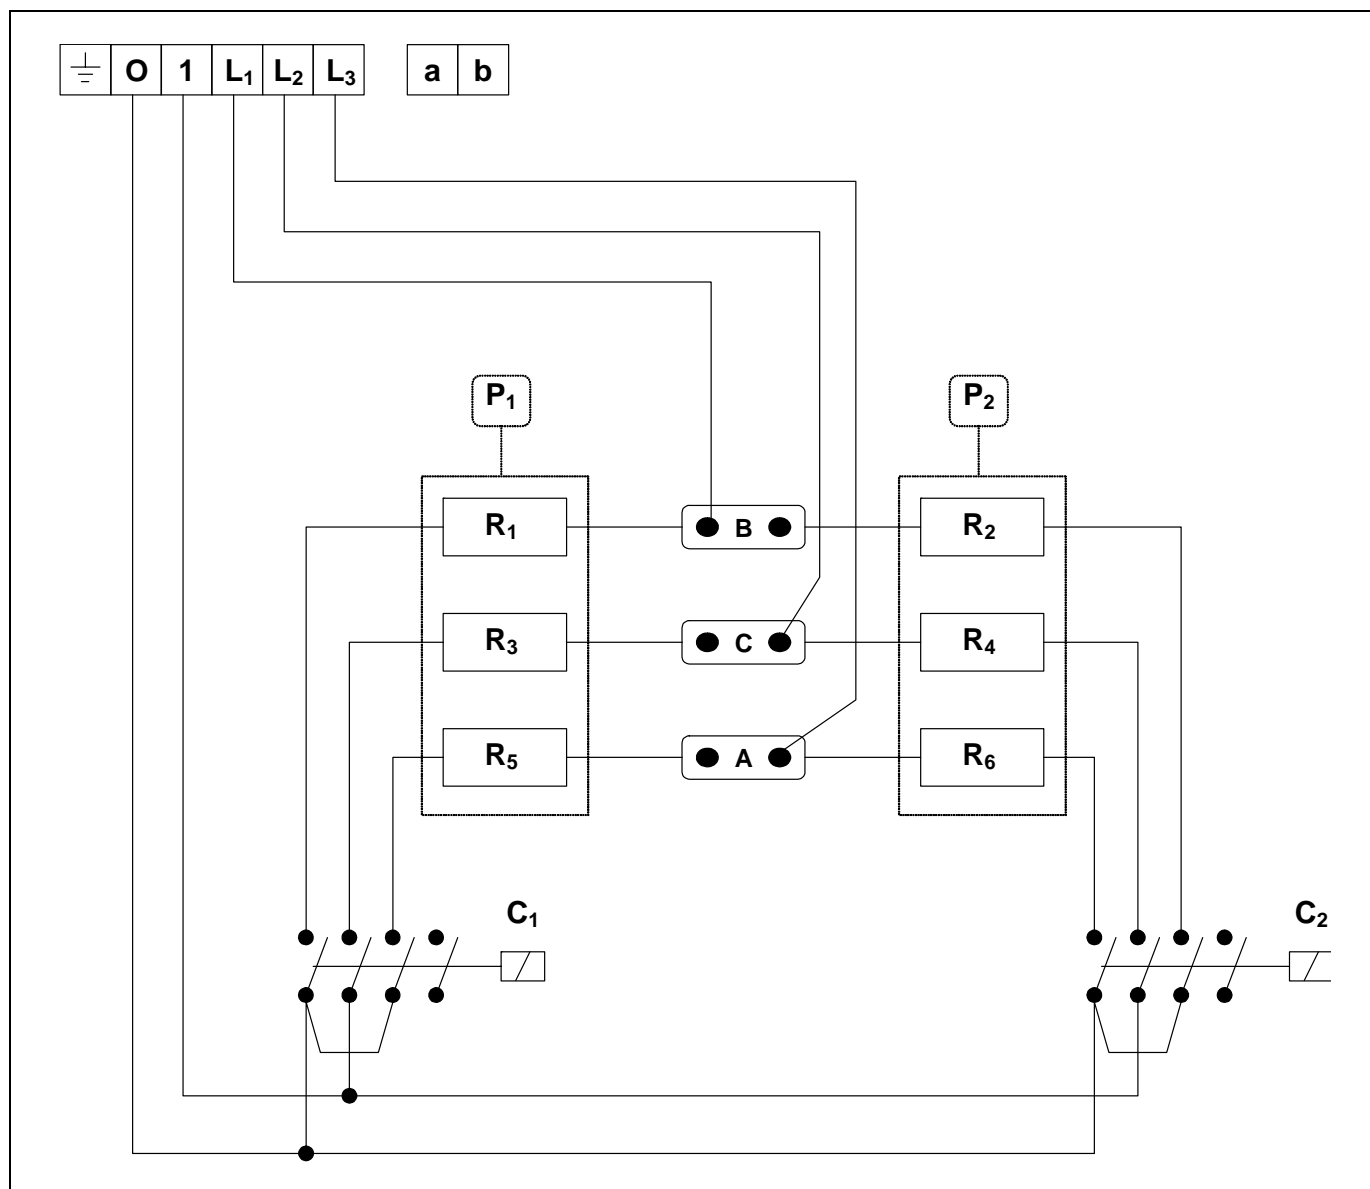 O 1 L₁ L₂ L₃ a b
P₁ P₂
R₁ B R₂
R₃ C R₄
R₅ A R₆
C₁ C₂